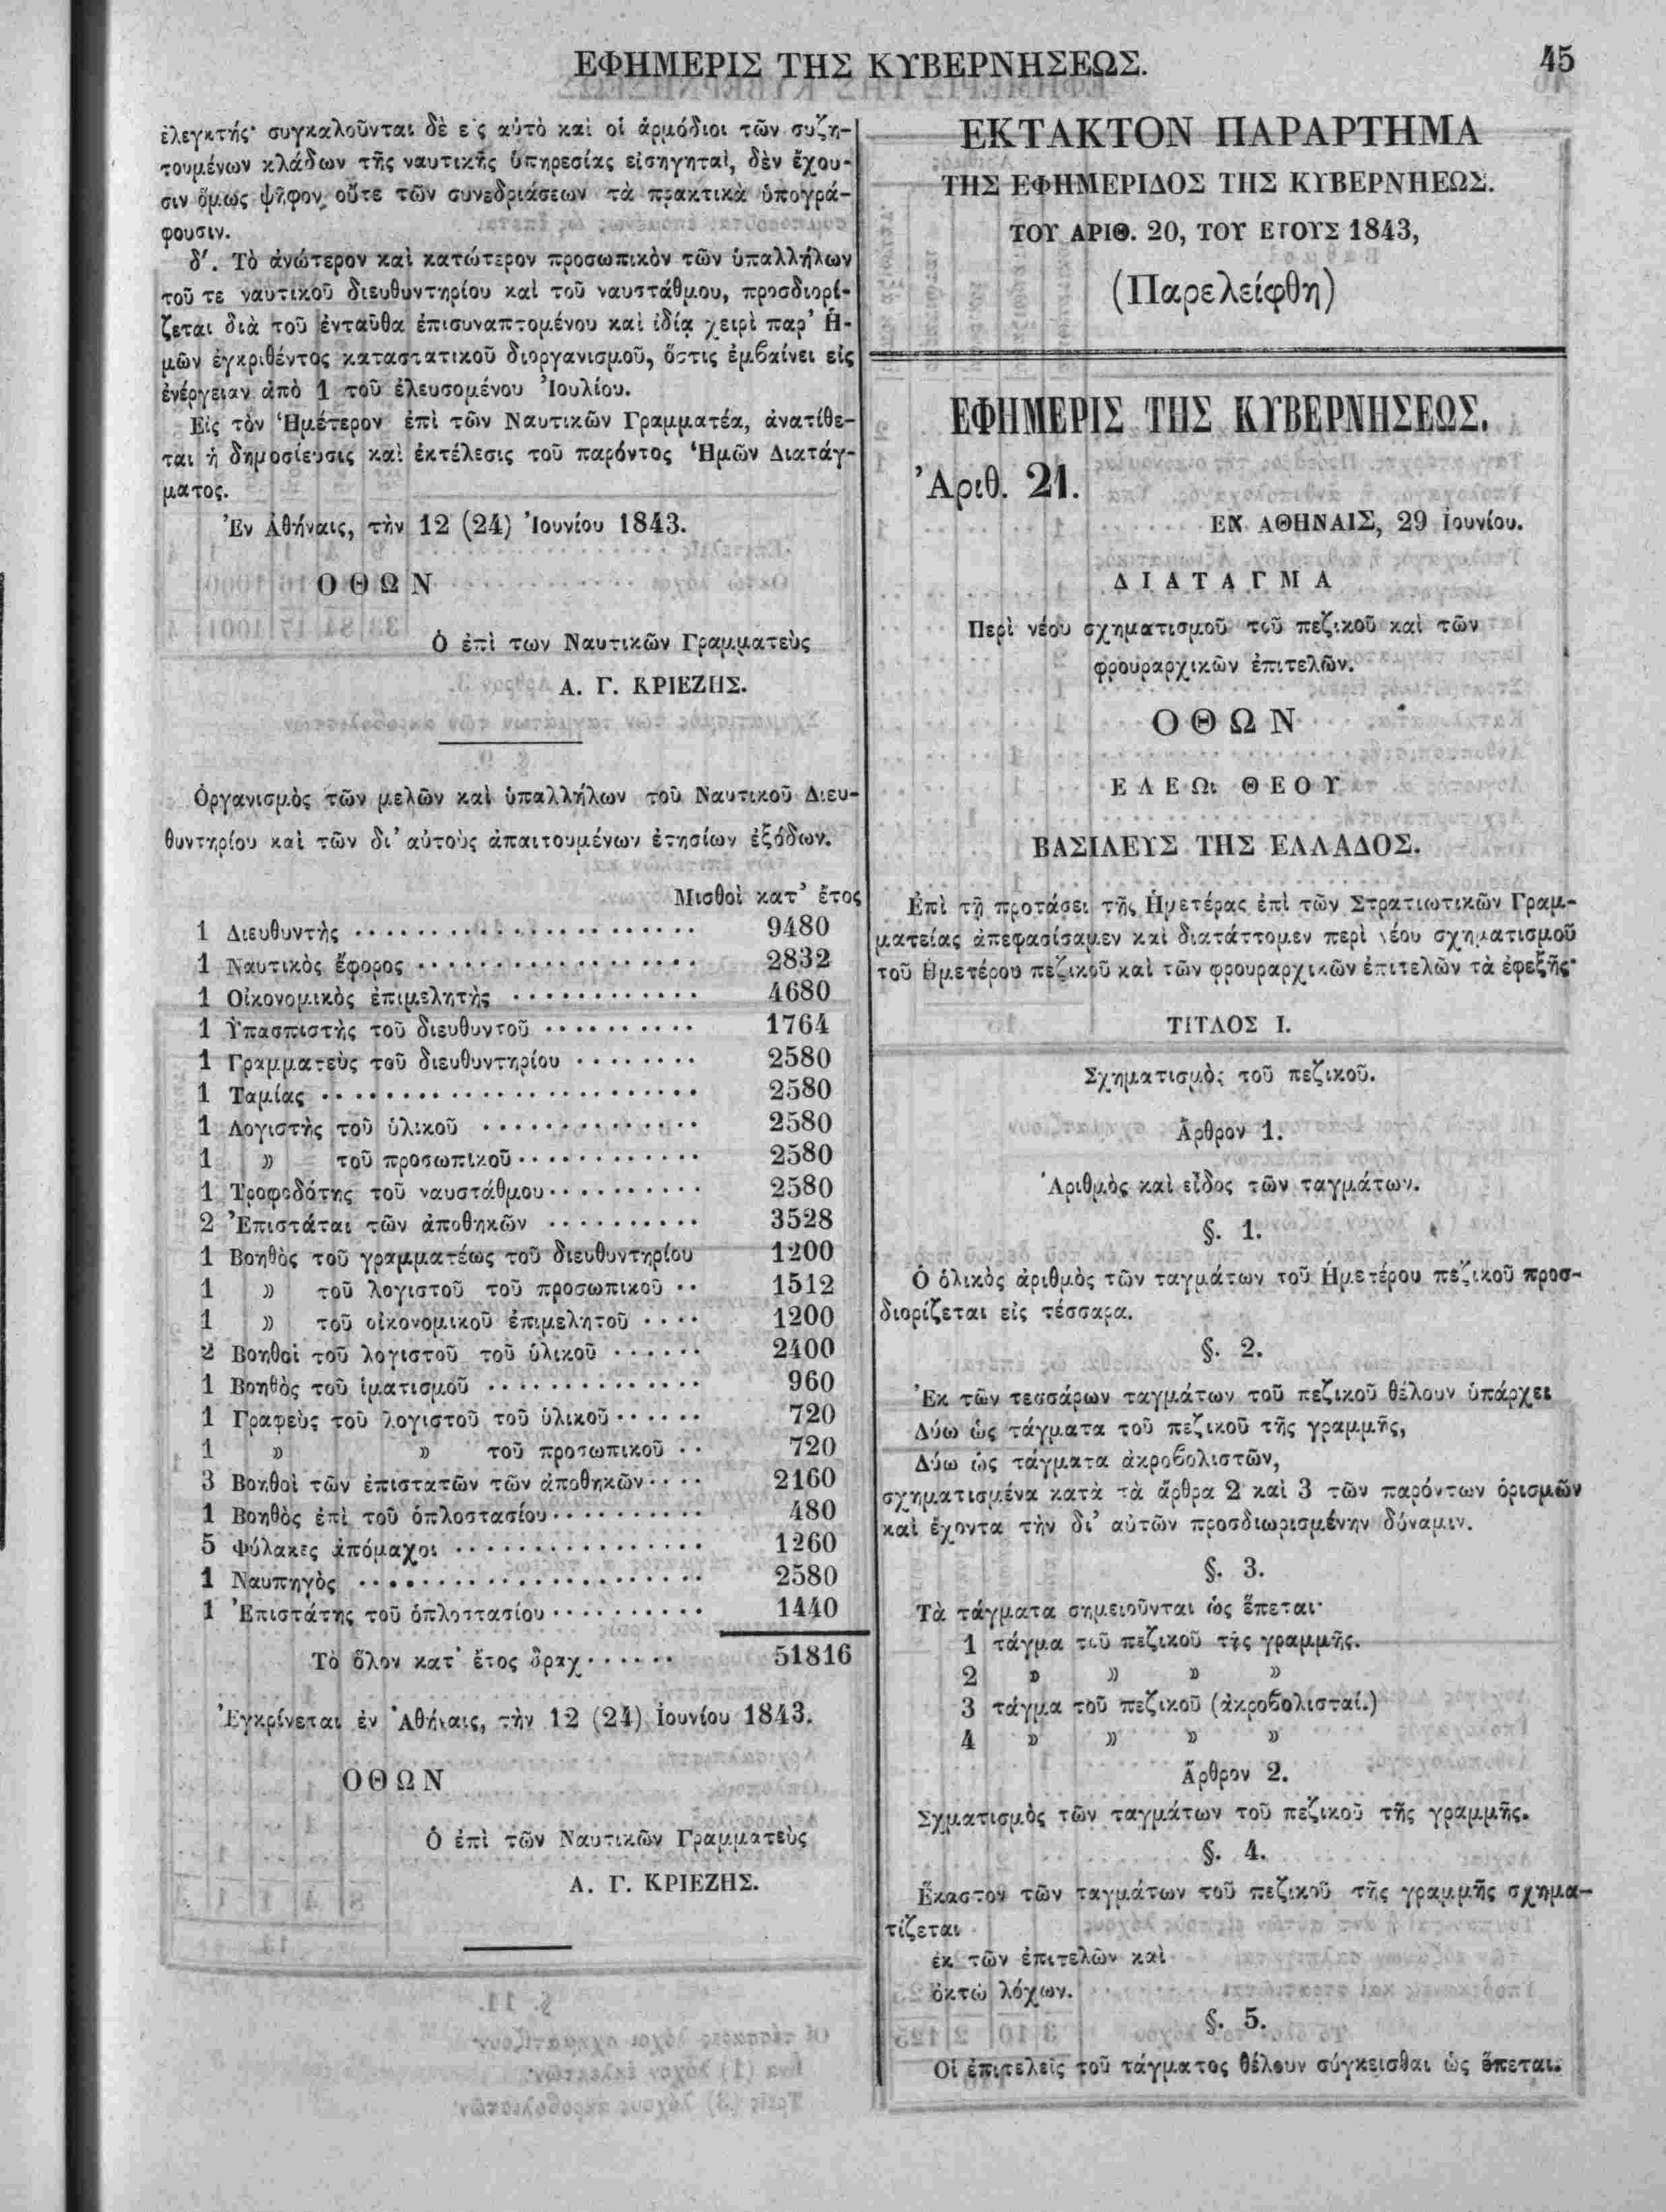 ΕΦΗΜΕΡΙΣ ΤΗΣ ΚΥΒΕΡΝΗΣΕΩΣ.
45
ἐλεγκτής· συγκαλοῦνται δὲ ε ς αὐτὸ καὶ οἱ ἁρμόδιοι τῶν συζη-
τουμένων κλάδων τῆς ναυτικῆς ὑπηρεσίας εἰσηγηταὶ, δὲν ἔχου-
σιν ὅμως ψῆφον, οὔτε τῶν συνεδριάσεων τὰ πρακτικὰ ὑπογρά-
φουσιν.
δ′. Τὸ ἀνώτερον καὶ κατώτερον προσωπικὸν τῶν ὑπαλλήλων
τοῦ τε ναυτικοῦ διευθυντηρίου καὶ τοῦ ναυστάθμου, προσδιορί-
ζεται διὰ τοῦ ἐνταῦθα ἐπισυναπτομένου καὶ ἰδίᾳ χειρὶ παρ’ Ἡ-
μῶν ἐγκριθέντος καταστατικοῦ διοργανισμοῦ, ὅστις ἐμβαίνει εἰς
ἐνέργειαν ἀπὸ 1 τοῦ ἐλευσομένου Ἰουλίου.
Εἰς τὸν Ἡμέτερον ἐπὶ τῶν Ναυτικῶν Γραμματέα, ἀνατίθε-
ται ἡ δημοσίευσις καὶ ἐκτέλεσις τοῦ παρόντος Ἡμῶν Διατάγ-
ματος.
Ἐν Ἀθήναις, τὴν 12 (24) Ἰουνίου 1843.
ΟΘΩΝ
Ὁ ἐπὶ των Ναυτικῶν Γραμματεὺς
Α. Γ. ΚΡΙΕΖΗΣ.
Ὀργανισμὸς τῶν μελῶν καὶ ὑπαλλήλων τοῦ Ναυτικοῦ Διευ-
θυντηρίου καὶ τῶν δι’ αὐτοὺς ἀπαιτουμένων ἐτησίων ἐξόδων.
Μισθοὶ κατ’ ἔτος
1 Διευθυντὴς 9480
1 Ναυτικὸς ἔφορος 2832
1 Οἰκονομικὸς ἐπιμελητὴς 4680
1 Ὑπασπιστὴς τοῦ διευθυντοῦ 1764
1 Γραμματεὺς τοῦ διευθυντηρίου 2580
1 Ταμίας 2580
1 Λογιστὴς τοῦ ὑλικοῦ 2580
1 » τοῦ προσωπικοῦ 2580
1 Τροφοδότης τοῦ ναυστάθμου 2580
2 Ἐπιστάται τῶν ἀποθηκῶν 3528
1 Βοηθὸς τοῦ γραμματέως τοῦ διευθυντηρίου 1200
1 » τοῦ λογιστοῦ τοῦ προσωπικοῦ 1512
1 » τοῦ οἰκονομικοῦ ἐπιμελητοῦ 1200
2 Βοηθοὶ τοῦ λογιστοῦ τοῦ ὑλικοῦ 2400
1 Βοηθὸς τοῦ ἱματισμοῦ 960
1 Γραφεὺς τοῦ λογιστοῦ τοῦ ὑλικοῦ 720
1 » » τοῦ προσωπικοῦ 720
3 Βοηθοὶ τῶν ἐπιστατῶν τῶν ἀποθηκῶν 2160
1 Βοηθὸς ἐπὶ τοῦ ὁπλοστασίου 480
5 Φύλακες ἀπόμαχοι 1260
1 Ναυπηγὸς 2580
1 Ἐπιστάτης τοῦ ὁπλοστασίου 1440
Τὸ ὅλον κατ’ ἔτος δραχ 51816
Ἐγκρίνεται ἐν Ἀθήναις, τὴν 12 (24) Ἰουνίου 1843.
ΟΘΩΝ
Ὁ ἐπὶ τῶν Ναυτικῶν Γραμματεὺς
Α. Γ. ΚΡΙΕΖΗΣ.
ΕΚΤΑΚΤΟΝ ΠΑΡΑΡΤΗΜΑ
ΤΗΣ ΕΦΗΜΕΡΙΔΟΣ ΤΗΣ ΚΥΒΕΡΝΗΕΩΣ.
ΤΟΥ ΑΡΙΘ. 20, ΤΟΥ ΕΤΟΥΣ 1843,
(Παρελείφθη)
ΕΦΗΜΕΡΙΣ ΤΗΣ ΚΥΒΕΡΝΗΣΕΩΣ.
Ἀριθ. 21.
ΕΝ ΑΘΗΝΑΙΣ, 29 Ἰουνίου.
ΔΙΑΤΑΓΜΑ
Περὶ νέου σχηματισμοῦ τοῦ πεζικοῦ καὶ τῶν
φρουραρχικῶν ἐπιτελῶν.
ΟΘΩΝ
ΕΛΕΩι ΘΕΟΥ
ΒΑΣΙΛΕΥΣ ΤΗΣ ΕΛΛΑΔΟΣ.
Ἐπὶ τῇ προτάσει τῆς Ἡμετέρας ἐπὶ τῶν Στρατιωτικῶν Γραμ-
ματείας ἀπεφασίσαμεν καὶ διατάττομεν περὶ νέου σχηματισμοῦ
τοῦ Ἡμετέρου πεζικοῦ καὶ τῶν φρουραρχικῶν ἐπιτελῶν τὰ ἐφεξῆς·
ΤΙΤΛΟΣ Ι.
Σχηματισμὸς τοῦ πεζικοῦ.
Ἄρθρον 1.
Ἀριθμὸς καὶ εἶδος τῶν ταγμάτων.
§. 1.
Ὁ ὁλικὸς ἀριθμὸς τῶν ταγμάτων τοῦ Ἡμετέρου πεζικοῦ προσ-
διορίζεται εἰς τέσσαρα.
§. 2.
Ἐκ τῶν τεσσάρων ταγμάτων τοῦ πεζικοῦ θέλουν ὑπάρχει
Δύω ὡς τάγματα τοῦ πεζικοῦ τῆς γραμμῆς,
Δύω ὡς τάγματα ἀκροβολιστῶν,
σχηματισμένα κατὰ τὰ ἄρθρα 2 καὶ 3 τῶν παρόντων ὁρισμῶν
καὶ ἔχοντα τὴν δι’ αὐτῶν προσδιωρισμένην δύναμιν.
§. 3.
Τὰ τάγματα σημειοῦνται ὡς ἕπεται·
1 τάγμα τοῦ πεζικοῦ τῆς γραμμῆς.
2 » » » »
3 τάγμα τοῦ πεζικοῦ (ἀκροβολισταί.)
4 » » » »
Ἄρθρον 2.
Σχματισμὸς τῶν ταγμάτων τοῦ πεζικοῦ τῆς γραμμῆς.
§. 4.
Ἕκαστον τῶν ταγμάτων τοῦ πεζικοῦ τῆς γραμμῆς σχημα-
τίζεται
ἐκ τῶν ἐπιτελῶν καὶ
ὀκτὼ λόχων.
§. 5.
Οἱ ἐπιτελεῖς τοῦ τάγματος θέλουν σύγκεισθαι ὡς ἕπεται.